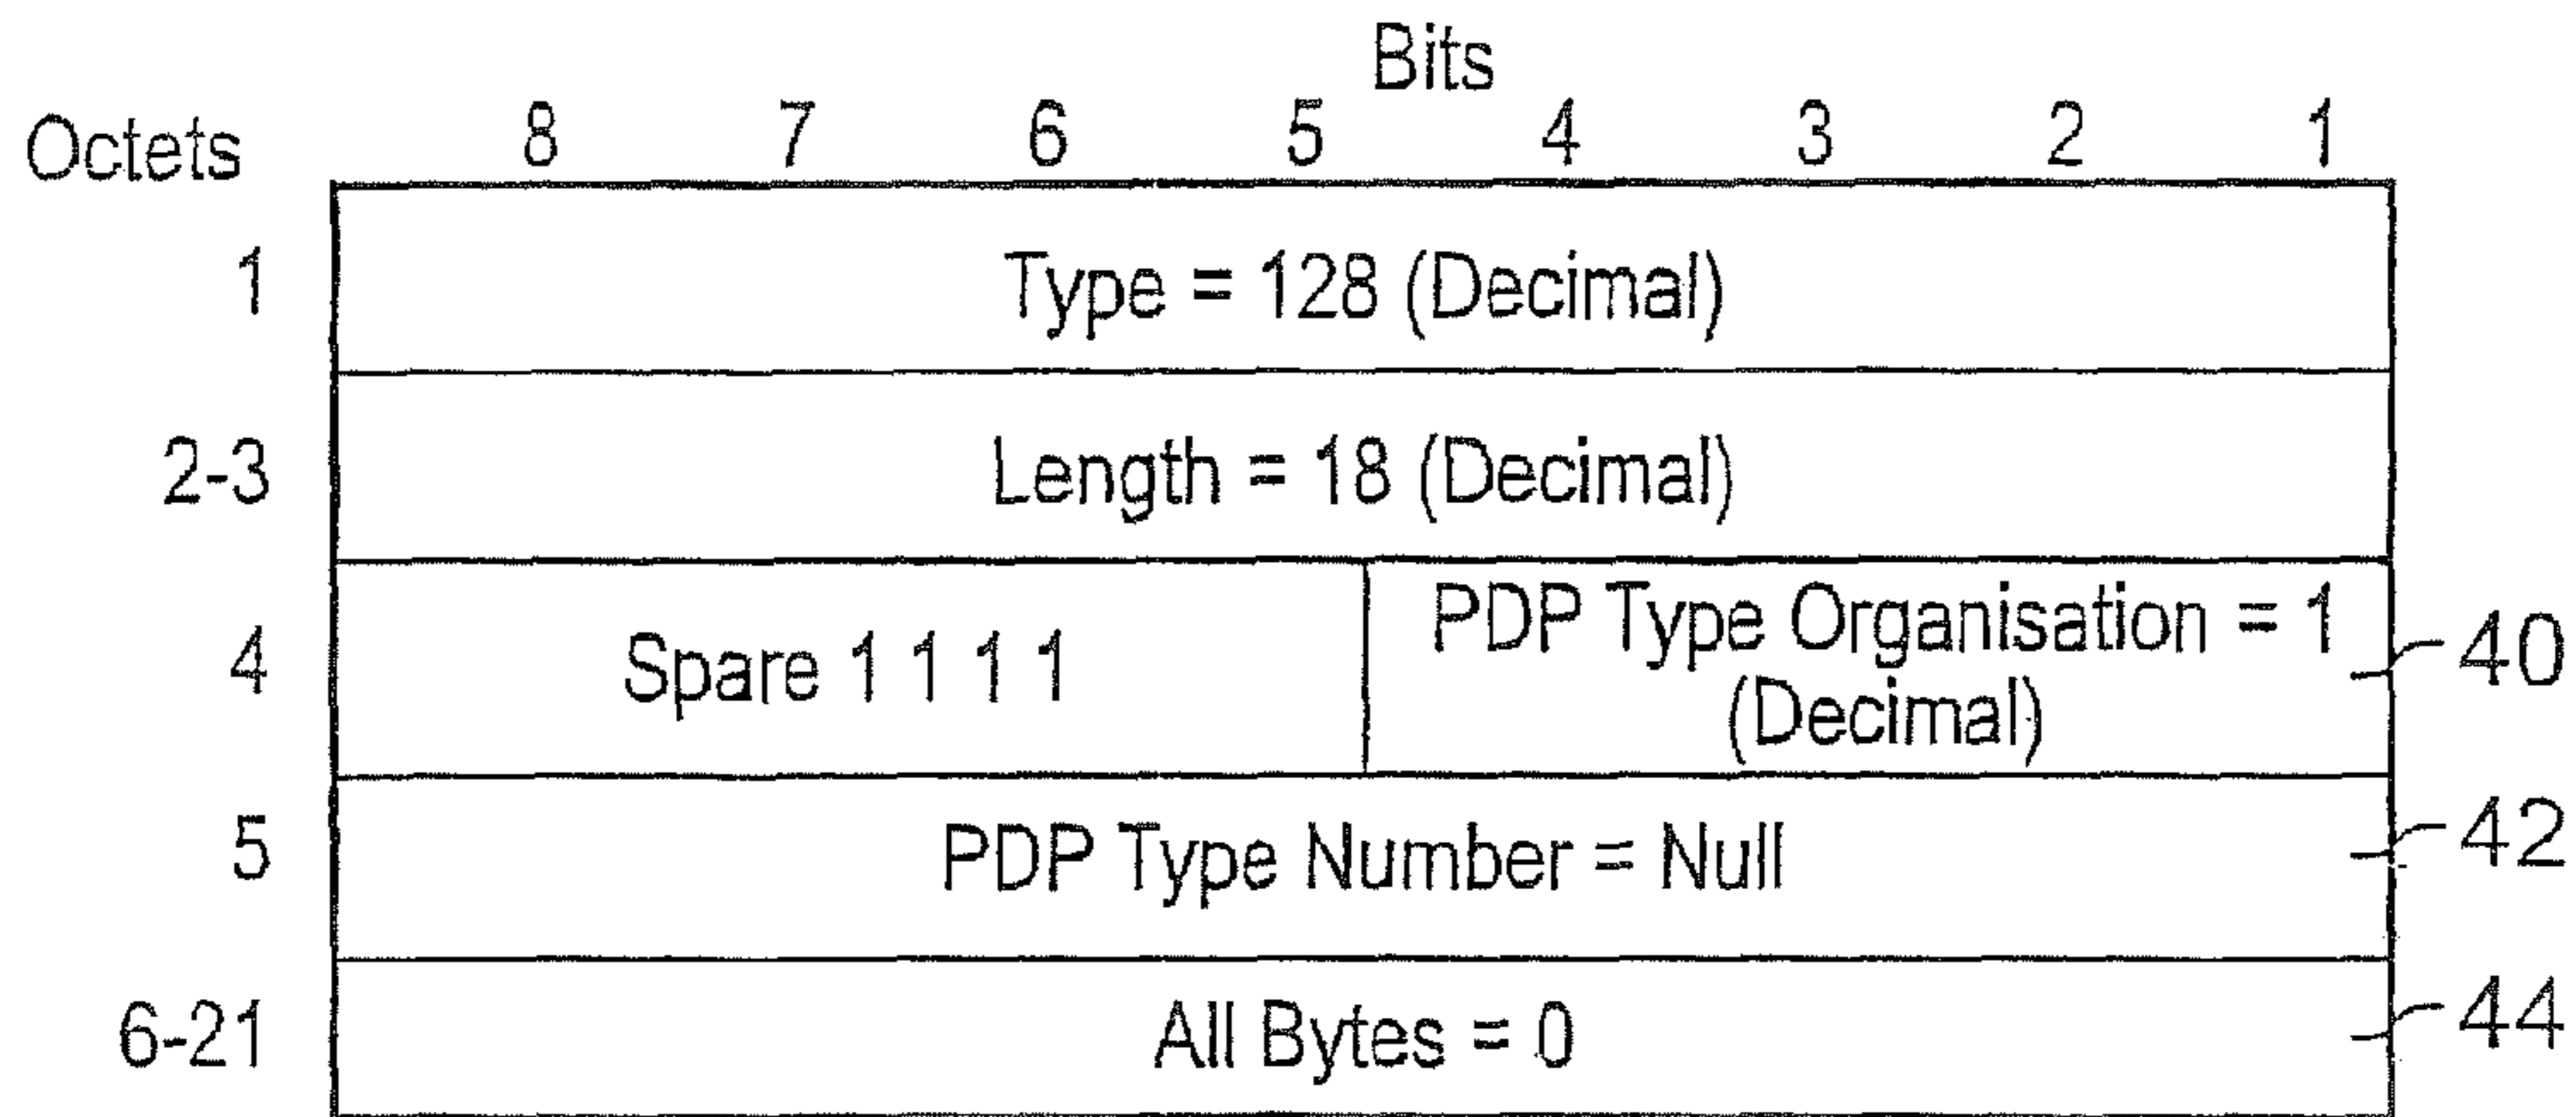 Bits
Octets 8 7 6 5 4 3 2 1
1 Type = 128 (Decimal)
2-3 Length = 18 (Decimal)
4 Spare 1 1 1 1 PDP Type Organisation = 1 (Decimal) 40
5 PDP Type Number = Null 42
6-21 All Bytes = 0 44